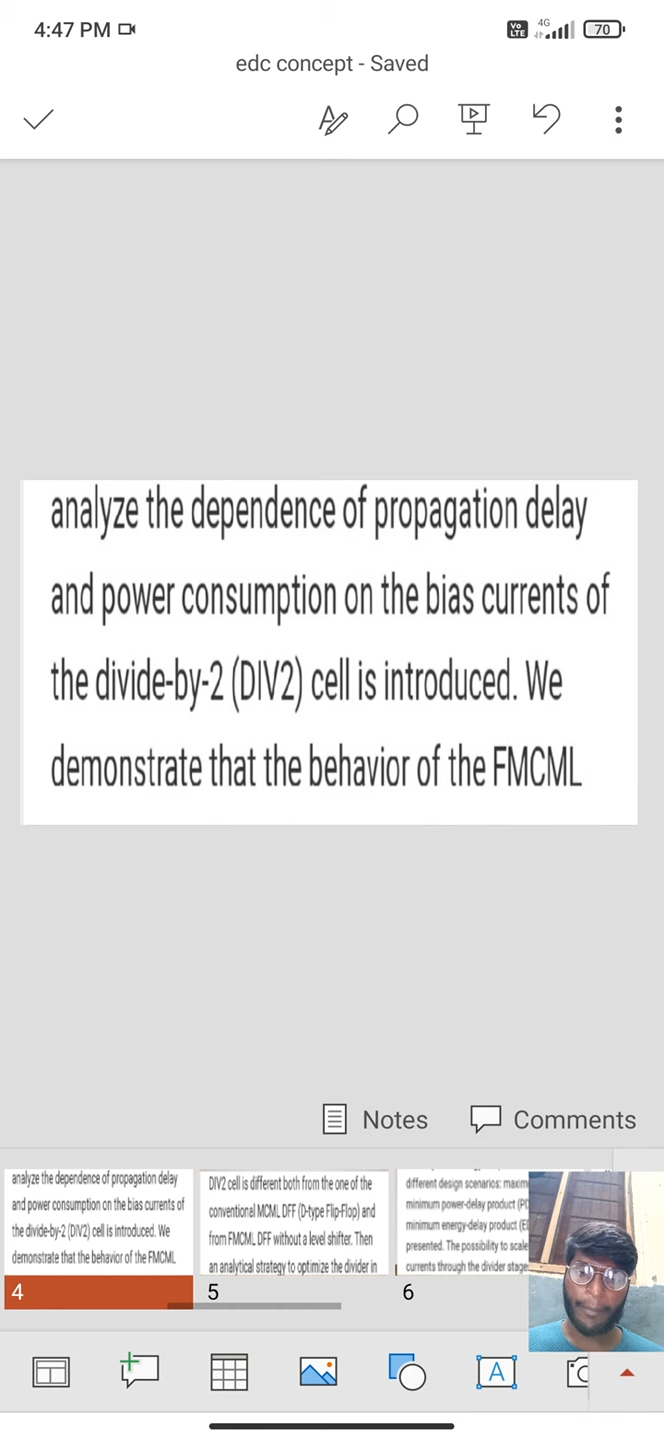 4:47 PM
Vo
LTE
4G
70
edc concept - Saved
analyze the dependence of propagation delay
and power consumption on the bias currents of
the divide-by-2 (DIV2) cell is introduced. We
demonstrate that the behavior of the FMCML
Notes
Comments
analyze the dependence of propagation delay
and power consumption on the bias currents of
the divide-by-2 (DIV2) cell is introduced. We
demonstrate that the behavior of the FMCML
4
DIV2 cell is different both from the one of the
conventional MCML DFF (D-type Flip-Flop) and
from FMCML DFF without a level shifter. Then
an analytical strategy to optimize the divider in
5
different design scenarios: maxim
minimum power-delay product (PD
minimum energy-delay product (ED
presented. The possibility to scale
currents through the divider stage
6
A